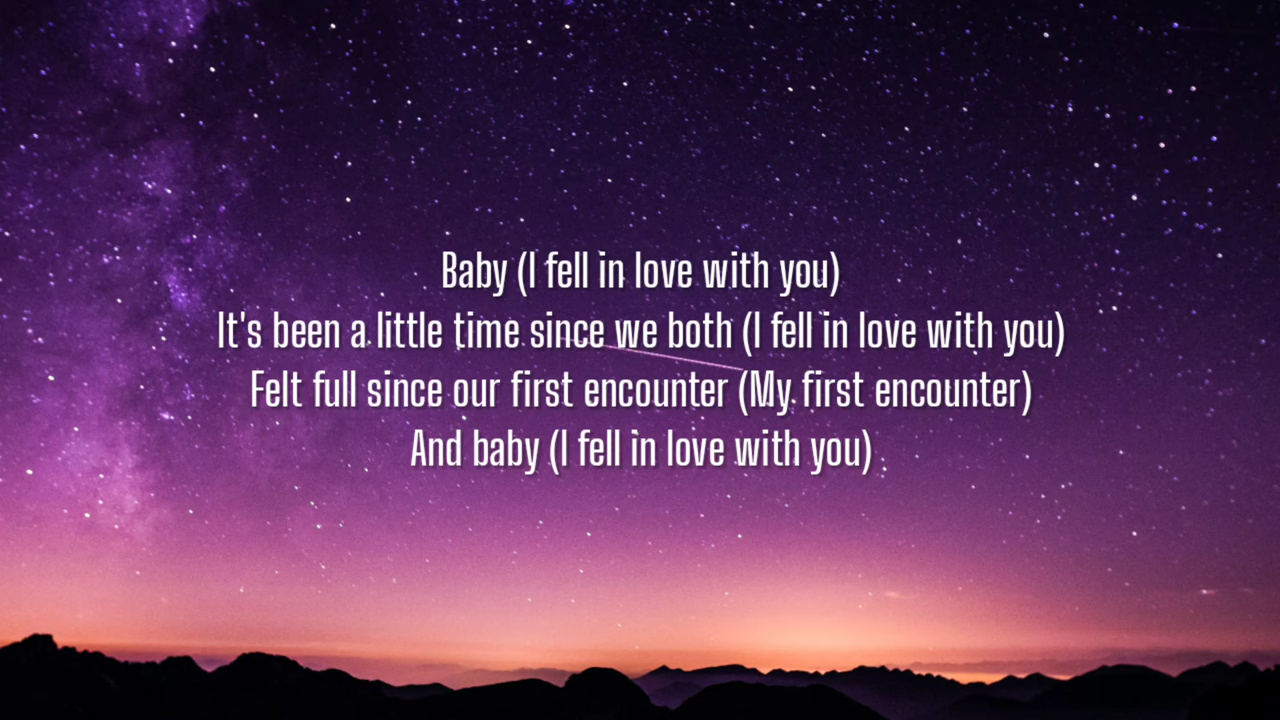 Baby (I fell in love with you)
It's been a little time since we both (I fell in love with you)
Felt full since our first encounter (My first encounter)
And baby (I fell in love with you)